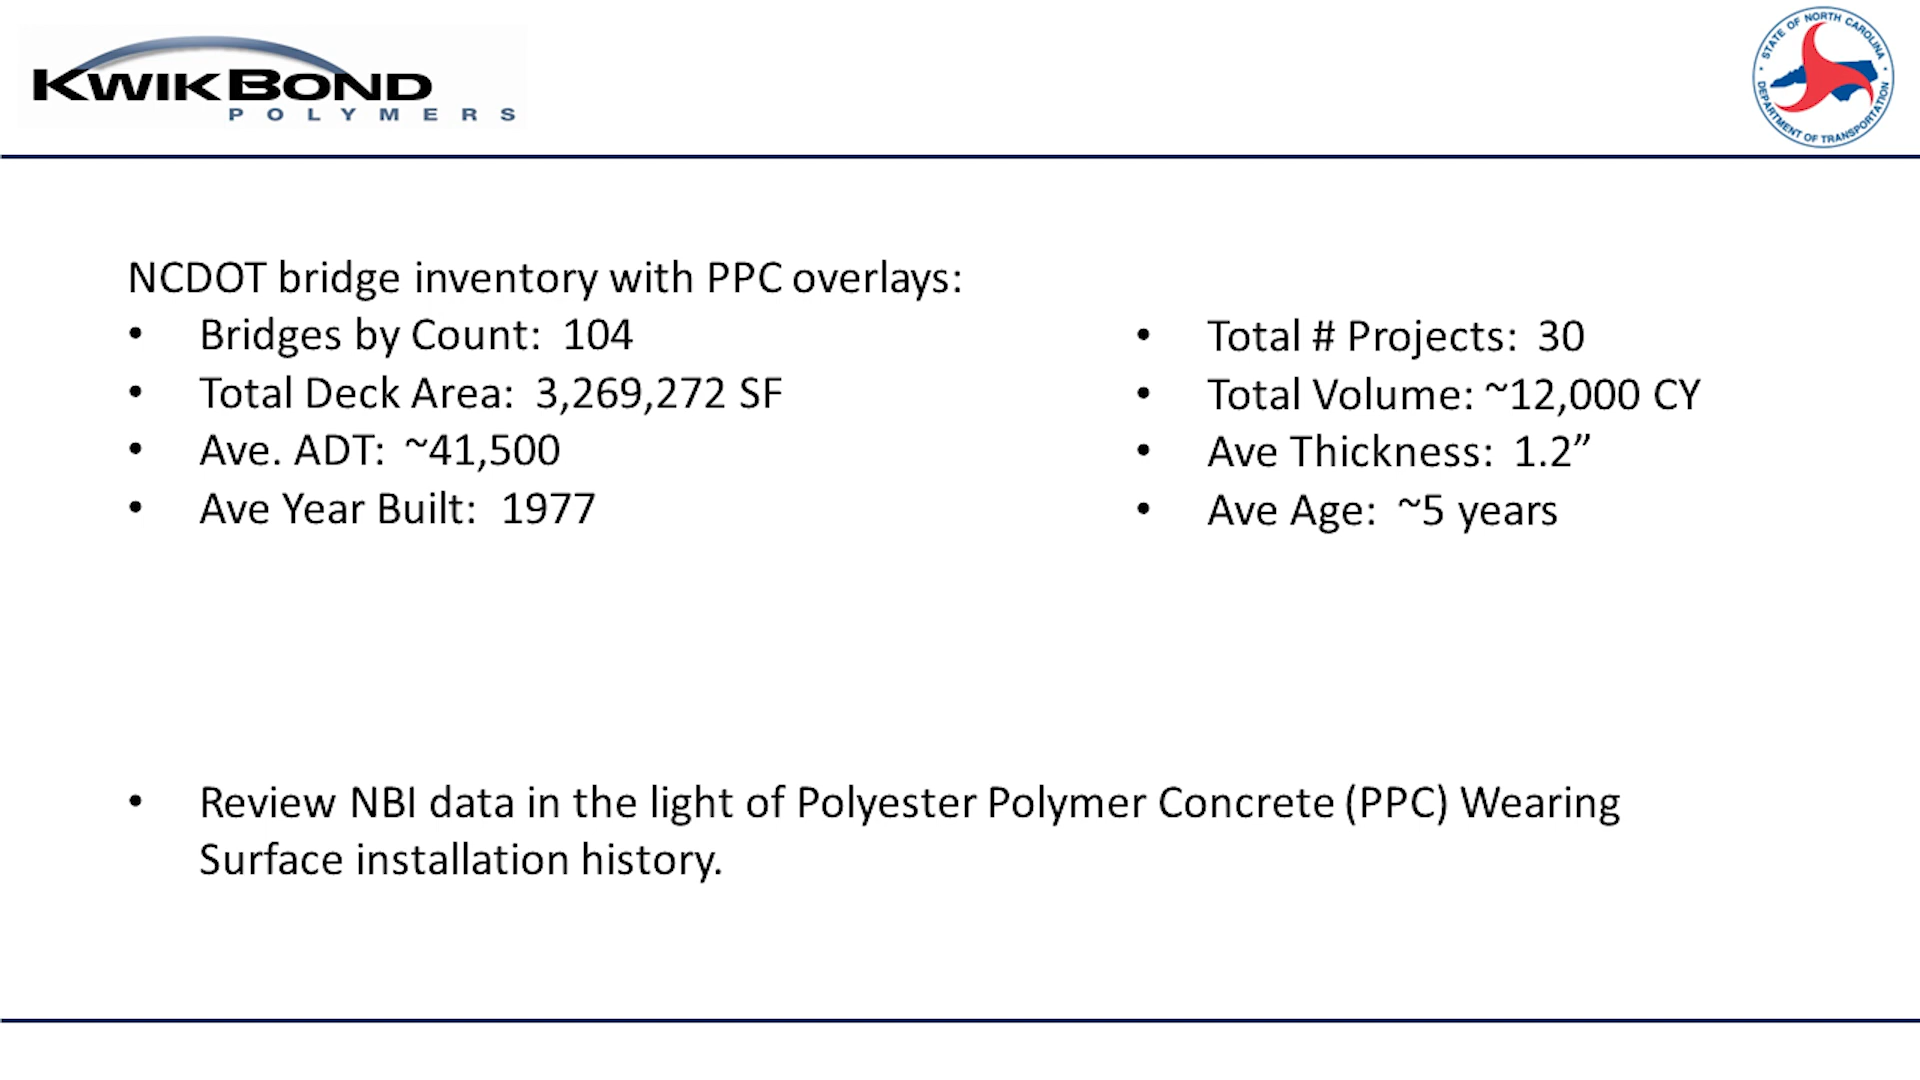 KWIKBOND
POLYMERS
STATE OF NORTH CAROLINA
DEPARTMENT OF TRANSPORTATION
NCDOT bridge inventory with PPC overlays:
• Bridges by Count: 104
• Total Deck Area: 3,269,272 SF
• Ave. ADT: ~41,500
• Ave Year Built: 1977
• Total # Projects: 30
• Total Volume: ~12,000 CY
• Ave Thickness: 1.2”
• Ave Age: ~5 years
• Review NBI data in the light of Polyester Polymer Concrete (PPC) Wearing
Surface installation history.